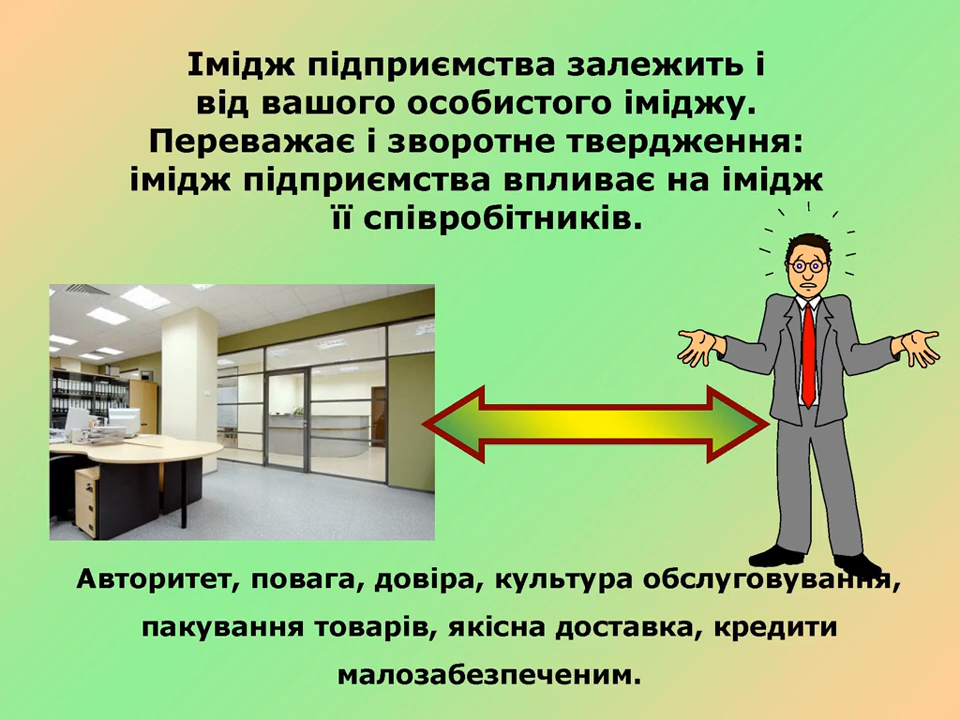 Імідж підприємства залежить і
від вашого особистого іміджу.
Переважає і зворотне твердження:
імідж підприємства впливає на імідж
її співробітників.
Авторитет, повага, довіра, культура обслуговування,
пакування товарів, якісна доставка, кредити
малозабезпеченим.